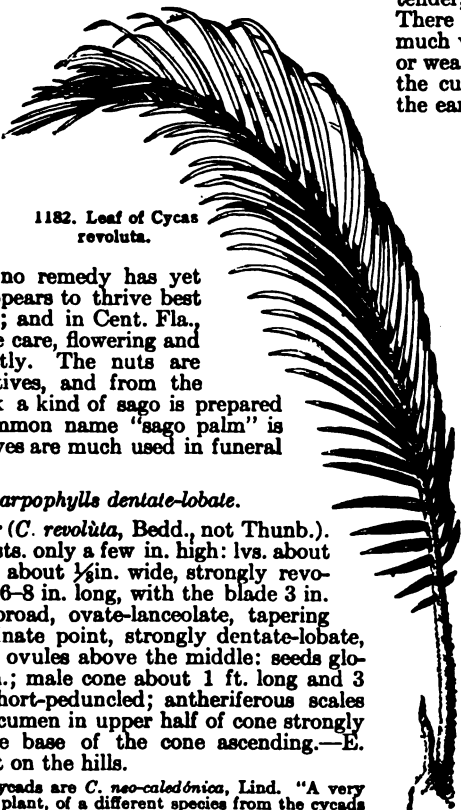 tender,
There
much
or wea
the cu
the ear
1182. Leaf of Cycas
revoluta.
no remedy has yet
pears to thrive best
; and in Cent. Fla.,
e care, flowering and
tly. The nuts are
tives, and from the
a kind of sago is prepared
mmon name "sago palm" is
ves are much used in funeral
arpophylls dentate-lobate.
(C. revolùta, Bedd., not Thunb.).
sts. only a few in. high: lvs. about
about ⅛in. wide, strongly revo-
6–8 in. long, with the blade 3 in.
broad, ovate-lanceolate, tapering
inate point, strongly dentate-lobate,
ovules above the middle: seeds glo-
.; male cone about 1 ft. long and 3
hort-peduncled; antheriferous scales
cumen in upper half of cone strongly
e base of the cone ascending.—E.
t on the hills.
ycads are C. neo-caledónica, Lind. "A very
plant, of a different species from the cycads